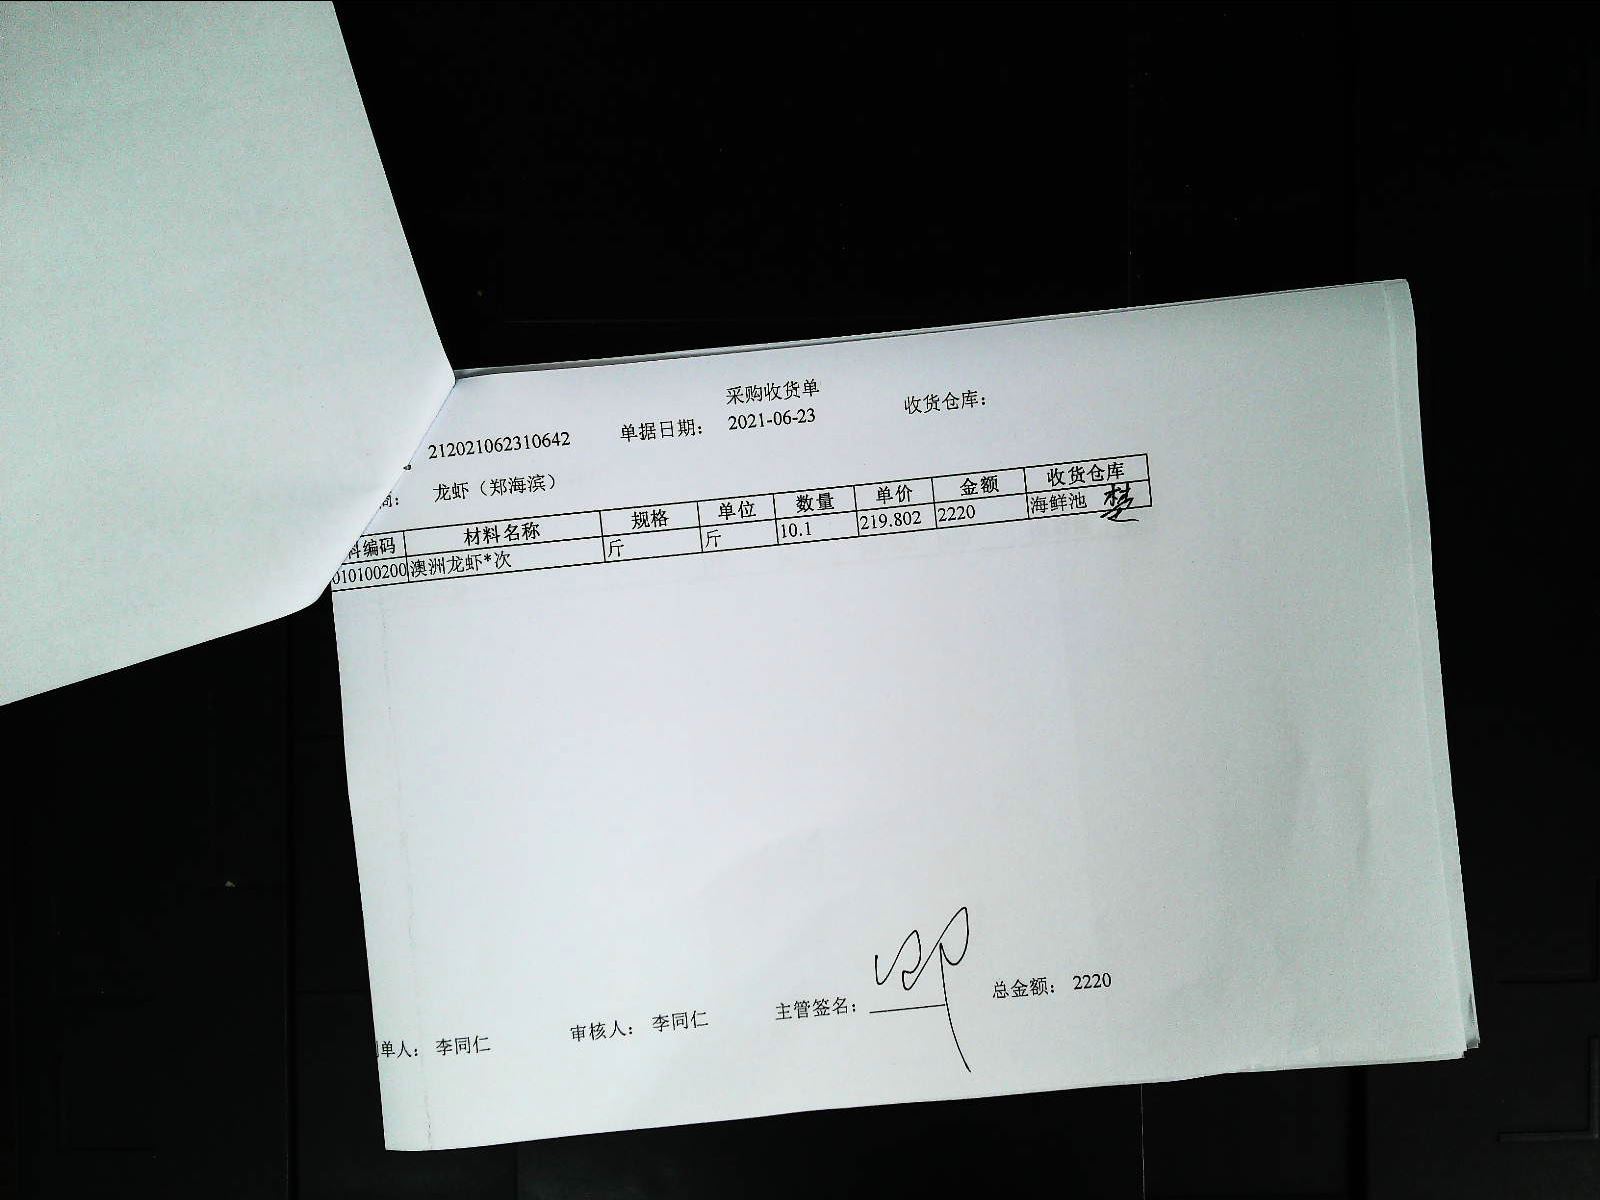 采购收货单
212021062310642 单据日期： 2021-06-23 收货仓库：
商： 龙虾（郑海滨）
料编码 材料名称 规格 单位 数量 单价 金额 收货仓库
010100200 澳洲龙虾*次 斤 斤 10.1 219.802 2220 海鲜池
制单人： 李同仁 审核人： 李同仁 主管签名： 总金额： 2220